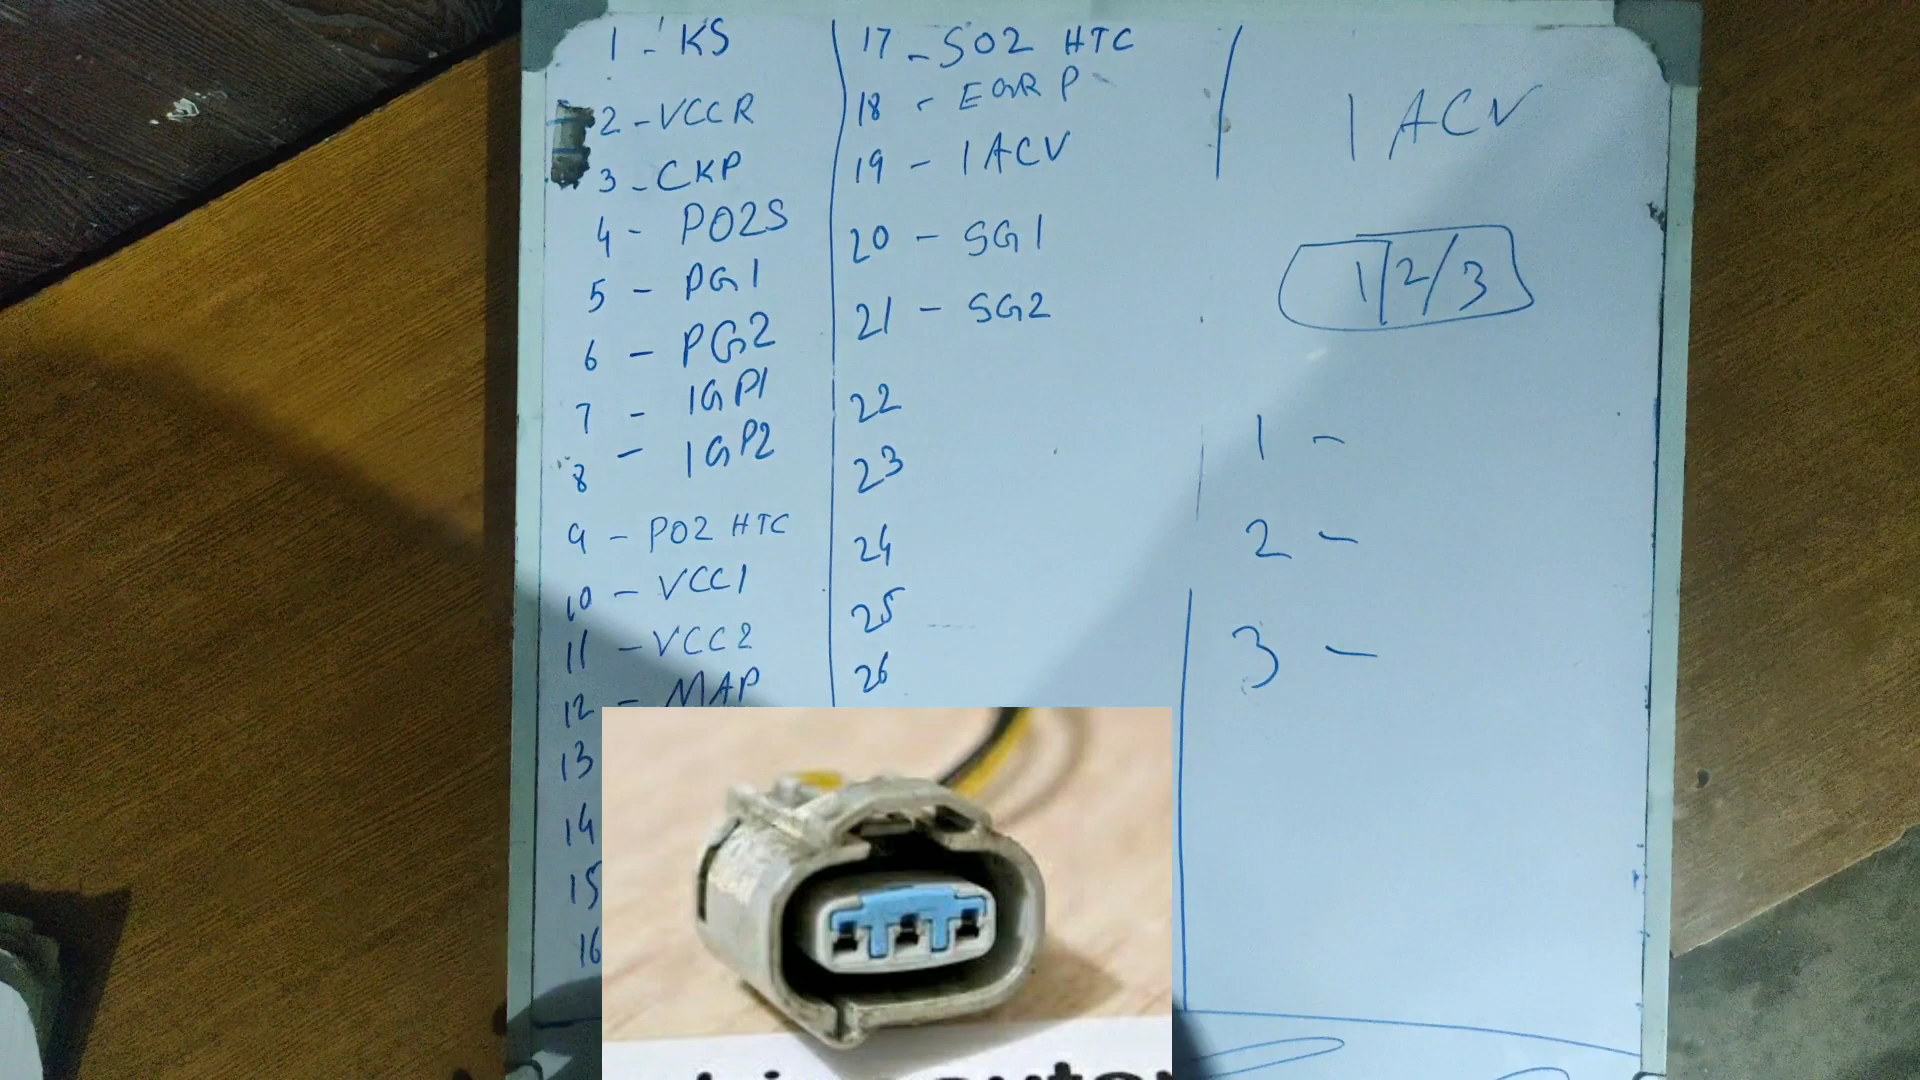 1 - KS
2 - VCCR
3 - CKP
4 - PO2S
5 - PG1
6 - PG2
7 - IGP1
8 - IGP2
9 - PO2 HTC
10 - VCC1
11 - VCC2
12 - MAP
13
14
15
16
17 - SO2 HTC
18 - EGR P
19 - IACV
20 - SG1
21 - SG2
22
23
24
25
26
IACV
1/2/3
1 -
2 -
3 -